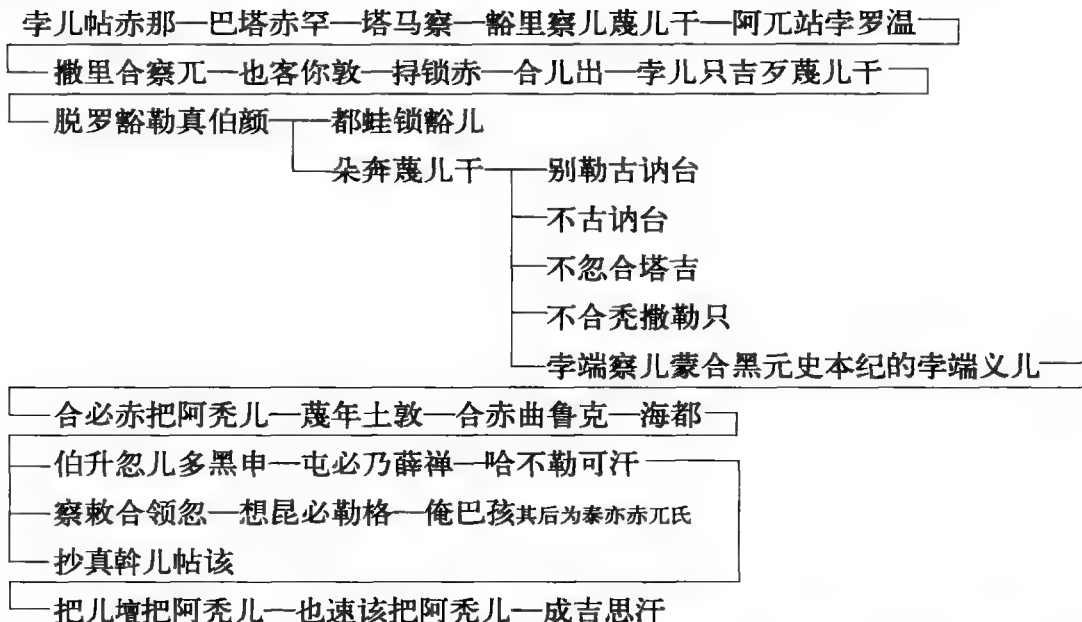 孛儿帖赤那—巴塔赤罕—塔马察—豁里察儿蔑儿干—阿兀站孛罗温
撒里合察兀—也客你敦—挦锁赤—合儿出—孛儿只吉歹蔑儿干
脱罗豁勒真伯颜—都蛙锁豁儿
朵奔蔑儿干—别勒古讷台
不古讷台
不忽合塔吉
不合秃撒勒只
孛端察儿蒙合黑元史本纪的孛端义儿
合必赤把阿秃儿—蔑年土敦—合赤曲鲁克—海都
伯升忽儿多黑申—屯必乃薛禅—哈不勒可汗
察敕合领忽—想昆必勒格—俺巴孩其后为泰亦赤兀氏
抄真斡儿帖该
把儿壇把阿秃儿—也速该把阿秃儿—成吉思汗